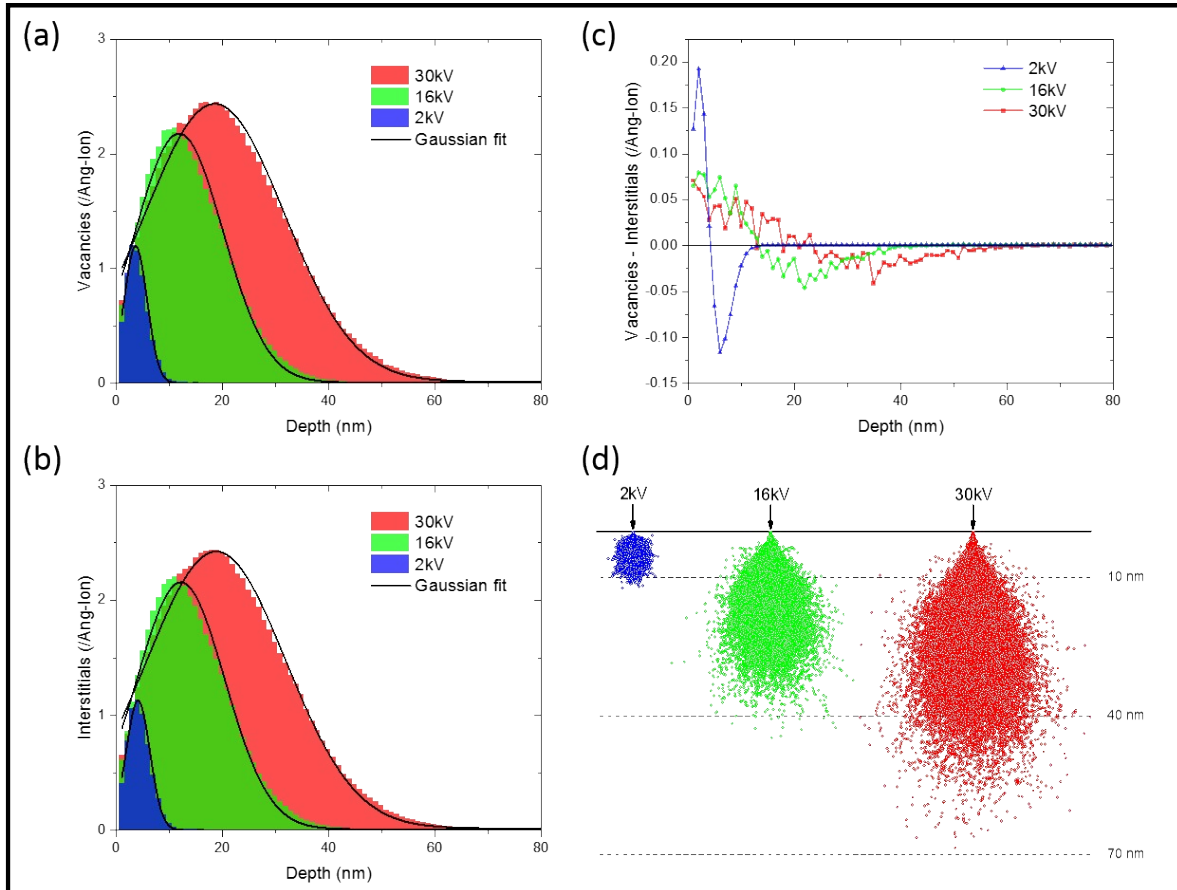 (a)
3
2
1
0
Vacancies (/Ang-Ion)
30kV
16kV
2kV
Gaussian fit
0
20
40
60
80
Depth (nm)
(c)
0.20
0.15
0.10
0.05
0.00
-0.05
-0.10
-0.15
Vacancies - Interstitials (/Ang-Ion)
2kV
16kV
30kV
0
20
40
60
80
Depth (nm)
(b)
3
2
1
0
Interstitials (/Ang-Ion)
30kV
16kV
2kV
Gaussian fit
0
20
40
60
80
Depth (nm)
(d)
2kV
16kV
30kV
10 nm
40 nm
70 nm